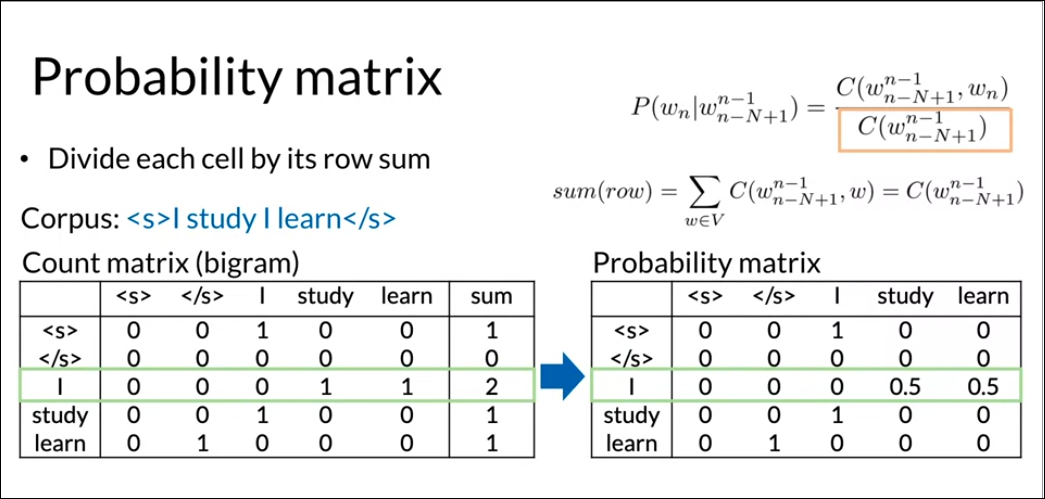 Probability matrix
P(w_n|w_{n-N+1}^{n-1}) = \frac{C(w_{n-N+1}^{n-1}, w_n)}{C(w_{n-N+1}^{n-1})}
• Divide each cell by its row sum
sum(row) = \sum_{w \in V} C(w_{n-N+1}^{n-1}, w) = C(w_{n-N+1}^{n-1})
Corpus: <s>I study I learn</s>
Count matrix (bigram)
<s> </s> I study learn sum
<s> 0 0 1 0 0 1
</s> 0 0 0 0 0 0
I 0 0 0 1 1 2
study 0 0 1 0 0 1
learn 0 1 0 0 0 1
Probability matrix
<s> </s> I study learn
<s> 0 0 1 0 0
</s> 0 0 0 0 0
I 0 0 0 0.5 0.5
study 0 0 1 0 0
learn 0 1 0 0 0